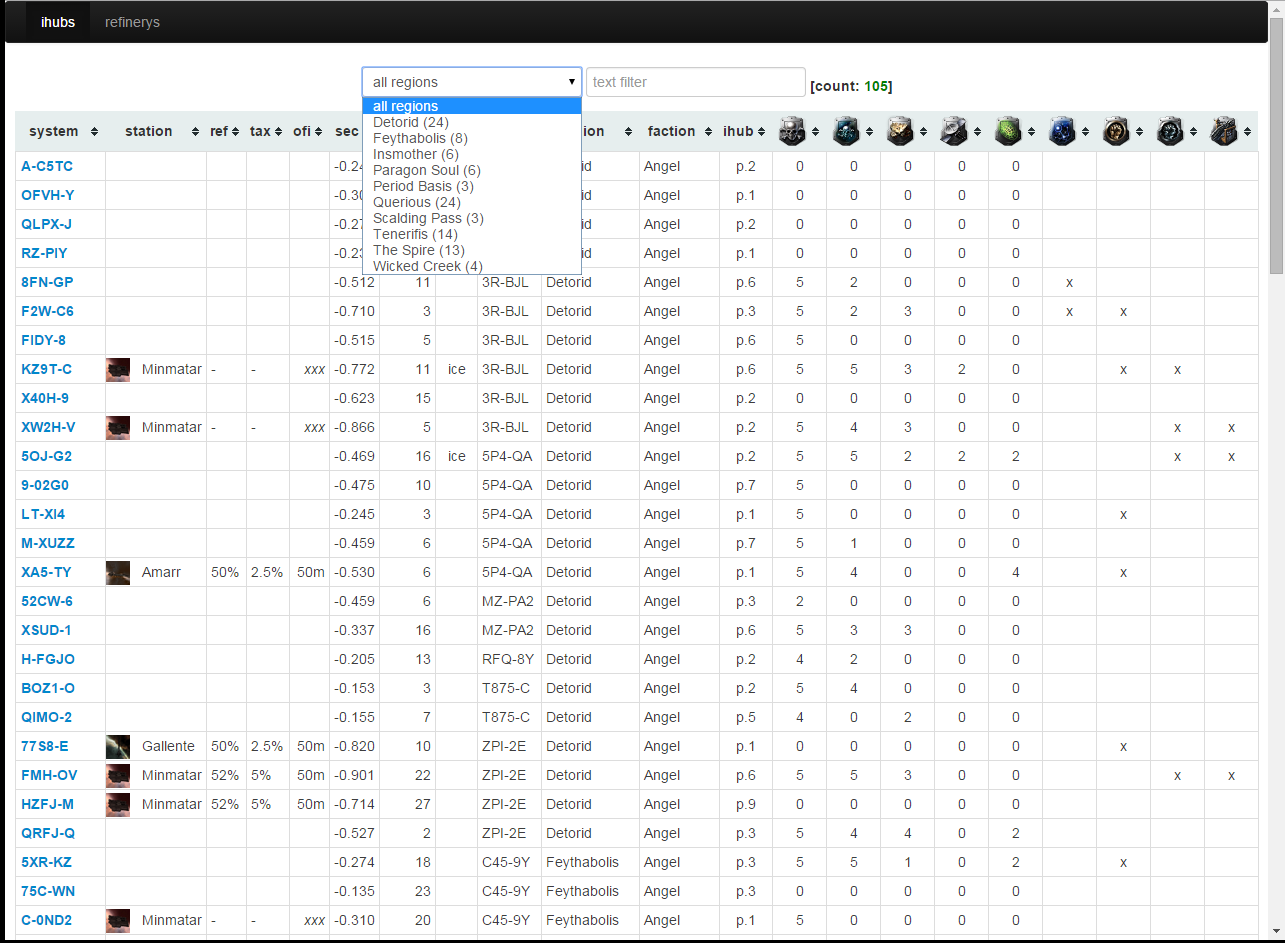 ihubs refinerys
all regions text filter [count: 105]
all regions
Detorid (24)
Feythabolis (8)
Insmother (6)
Paragon Soul (6)
Period Basis (3)
Querious (24)
Scalding Pass (3)
Tenerifis (14)
The Spire (13)
Wicked Creek (4)
system station ref tax ofi sec ion faction ihub
A-C5TC -0.24 id Angel p.2 0 0 0 0 0
OFVH-Y -0.30 id Angel p.1 0 0 0 0 0
QLPX-J -0.27 id Angel p.2 0 0 0 0 0
RZ-PIY -0.23 id Angel p.1 0 0 0 0 0
8FN-GP -0.512 11 3R-BJL Detorid Angel p.6 5 2 0 0 0 x
F2W-C6 -0.710 3 3R-BJL Detorid Angel p.3 5 2 3 0 0 x x
FIDY-8 -0.515 5 3R-BJL Detorid Angel p.6 5 0 0 0 0
KZ9T-C Minmatar - - xxx -0.772 11 ice 3R-BJL Detorid Angel p.6 5 5 3 2 0 x x
X40H-9 -0.623 15 3R-BJL Detorid Angel p.2 0 0 0 0 0
XW2H-V Minmatar - - xxx -0.866 5 3R-BJL Detorid Angel p.2 5 4 3 0 0 x x
5OJ-G2 -0.469 16 ice 5P4-QA Detorid Angel p.2 5 5 2 2 2 x x
9-02G0 -0.475 10 5P4-QA Detorid Angel p.7 5 0 0 0 0
LT-XI4 -0.245 3 5P4-QA Detorid Angel p.1 5 0 0 0 0 x
M-XUZZ -0.459 6 5P4-QA Detorid Angel p.7 5 1 0 0 0
XA5-TY Amarr 50% 2.5% 50m -0.530 6 5P4-QA Detorid Angel p.1 5 4 0 0 4 x
52CW-6 -0.459 6 MZ-PA2 Detorid Angel p.3 2 0 0 0 0
XSUD-1 -0.337 16 MZ-PA2 Detorid Angel p.6 5 3 3 0 0
H-FGJO -0.205 13 RFQ-8Y Detorid Angel p.2 4 2 0 0 0
BOZ1-O -0.153 3 T875-C Detorid Angel p.2 5 4 0 0 0
QIMO-2 -0.155 7 T875-C Detorid Angel p.5 4 0 2 0 0
77S8-E Gallente 50% 2.5% 50m -0.820 10 ZPI-2E Detorid Angel p.1 0 0 0 0 0 x
FMH-OV Minmatar 52% 5% 50m -0.901 22 ZPI-2E Detorid Angel p.6 5 5 3 0 0 x x
HZFJ-M Minmatar 52% 5% 50m -0.714 27 ZPI-2E Detorid Angel p.9 0 0 0 0 0
QRFJ-Q -0.527 2 ZPI-2E Detorid Angel p.3 5 4 4 0 2
5XR-KZ -0.274 18 C45-9Y Feythabolis Angel p.3 5 5 1 0 2 x
75C-WN -0.135 23 C45-9Y Feythabolis Angel p.3 0 0 0 0 0
C-0ND2 Minmatar - - xxx -0.310 20 C45-9Y Feythabolis Angel p.1 5 0 0 0 0